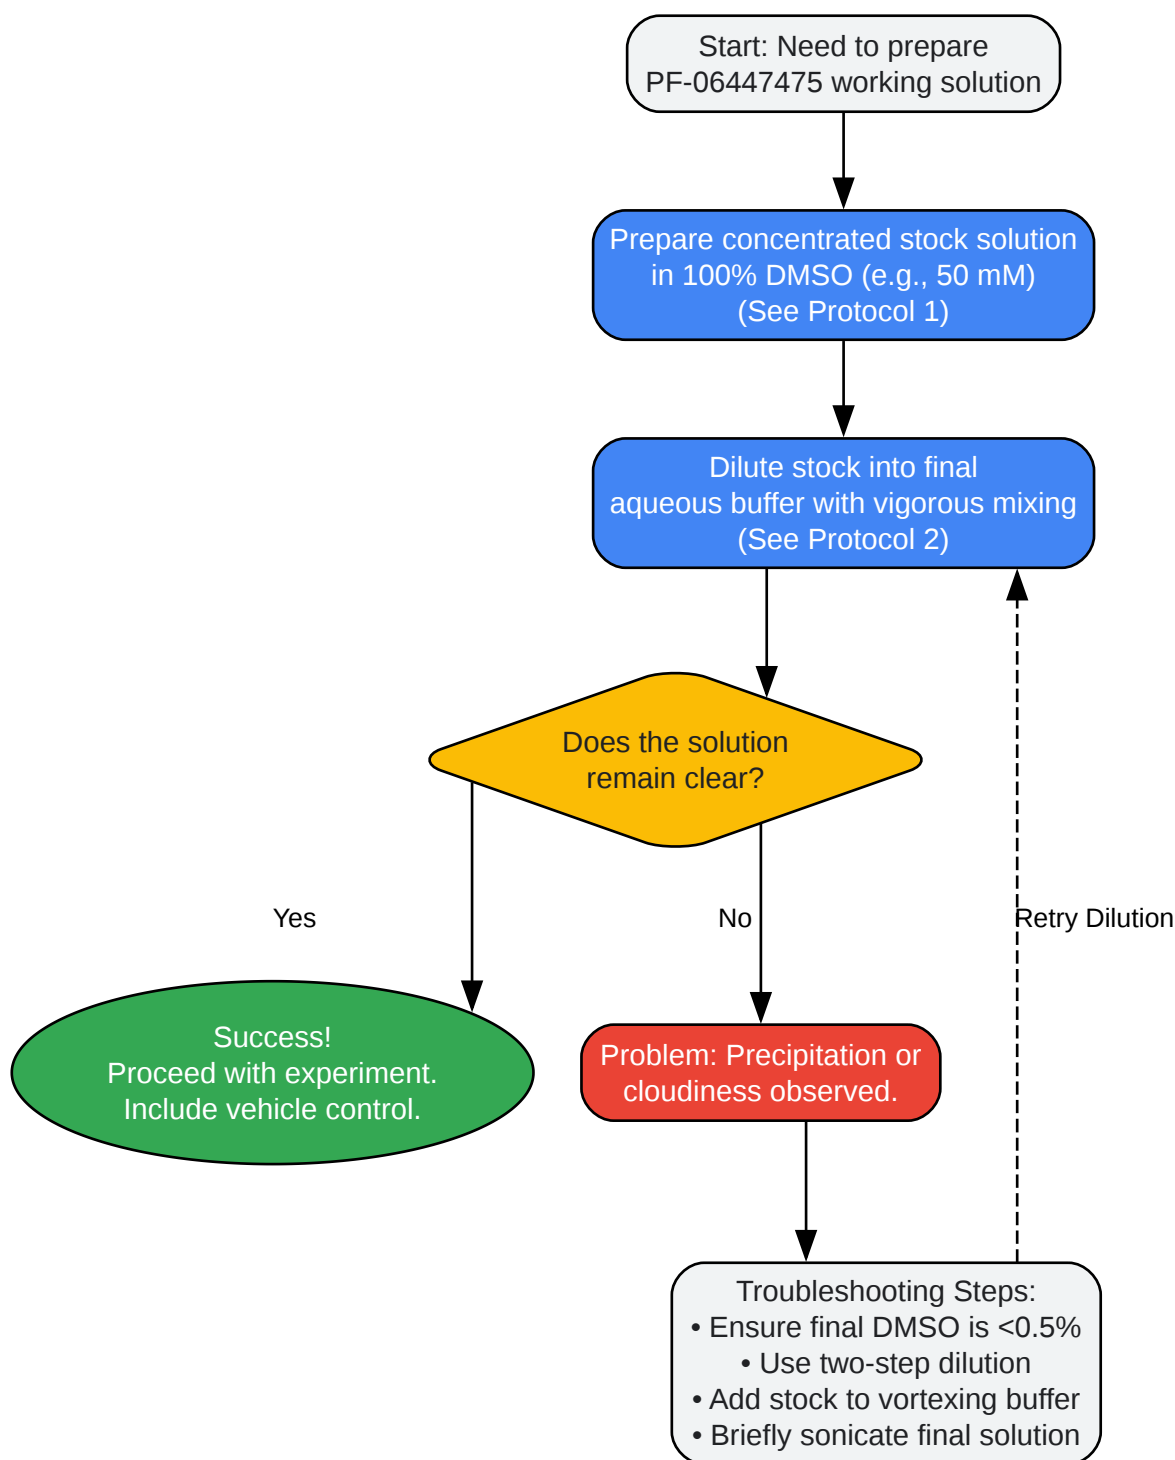 Start: Need to prepare
PF-06447475 working solution
Prepare concentrated stock solution
in 100% DMSO (e.g., 50 mM)
(See Protocol 1)
Dilute stock into final
aqueous buffer with vigorous mixing
(See Protocol 2)
Does the solution
remain clear?
Yes
No
Retry Dilution
Success!
Proceed with experiment.
Include vehicle control.
Problem: Precipitation or
cloudiness observed.
Troubleshooting Steps:
• Ensure final DMSO is <0.5%
• Use two-step dilution
• Add stock to vortexing buffer
• Briefly sonicate final solution